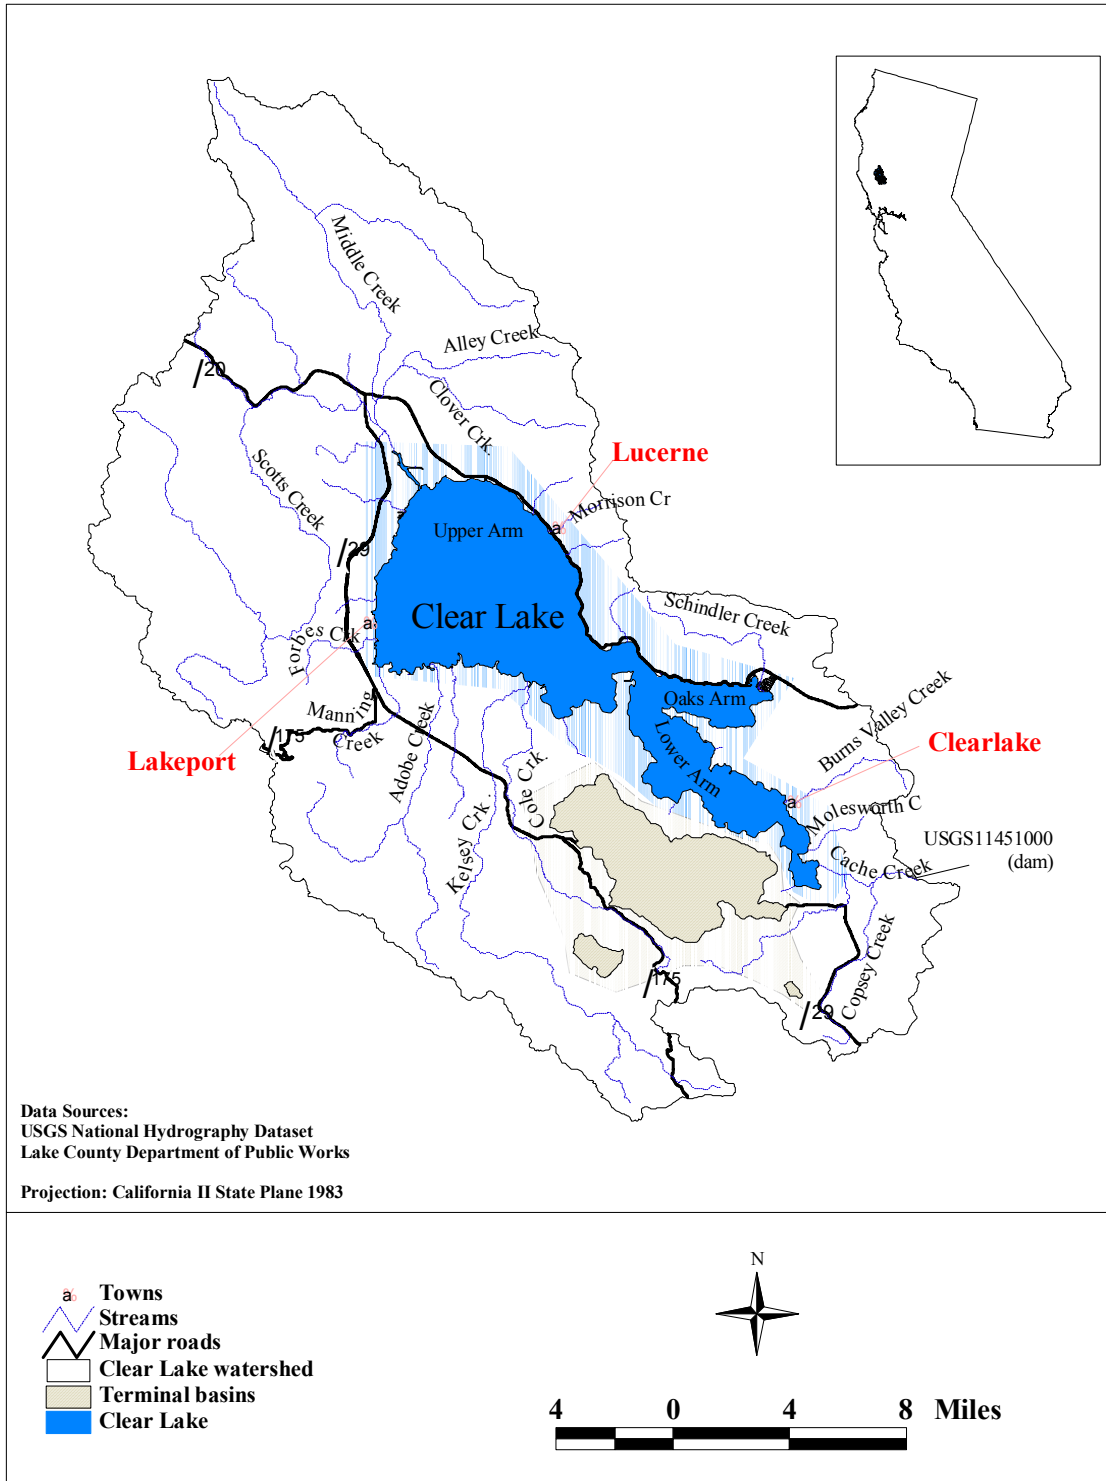 Middle Creek
Alley Creek
/20
Clover Crk.
Lucerne
Scotts Creek
Morrison Cr
Upper Arm
/29
Clear Lake
Schindler Creek
Forbes Crk
Oaks Arm
Manning
Creek
/175
Burns Valley Creek
Lakeport
Adobe Creek
Lower Arm
Clearlake
Cole Crk.
Kelsey Crk.
Molesworth C
USGS11451000
(dam)
Cache Creek
/175
Copsey Creek
/29
a
a
a
Data Sources:
USGS National Hydrography Dataset
Lake County Department of Public Works
Projection: California II State Plane 1983
N
a
Towns
Streams
Major roads
Clear Lake watershed
Terminal basins
Clear Lake
4 0 4 8 Miles